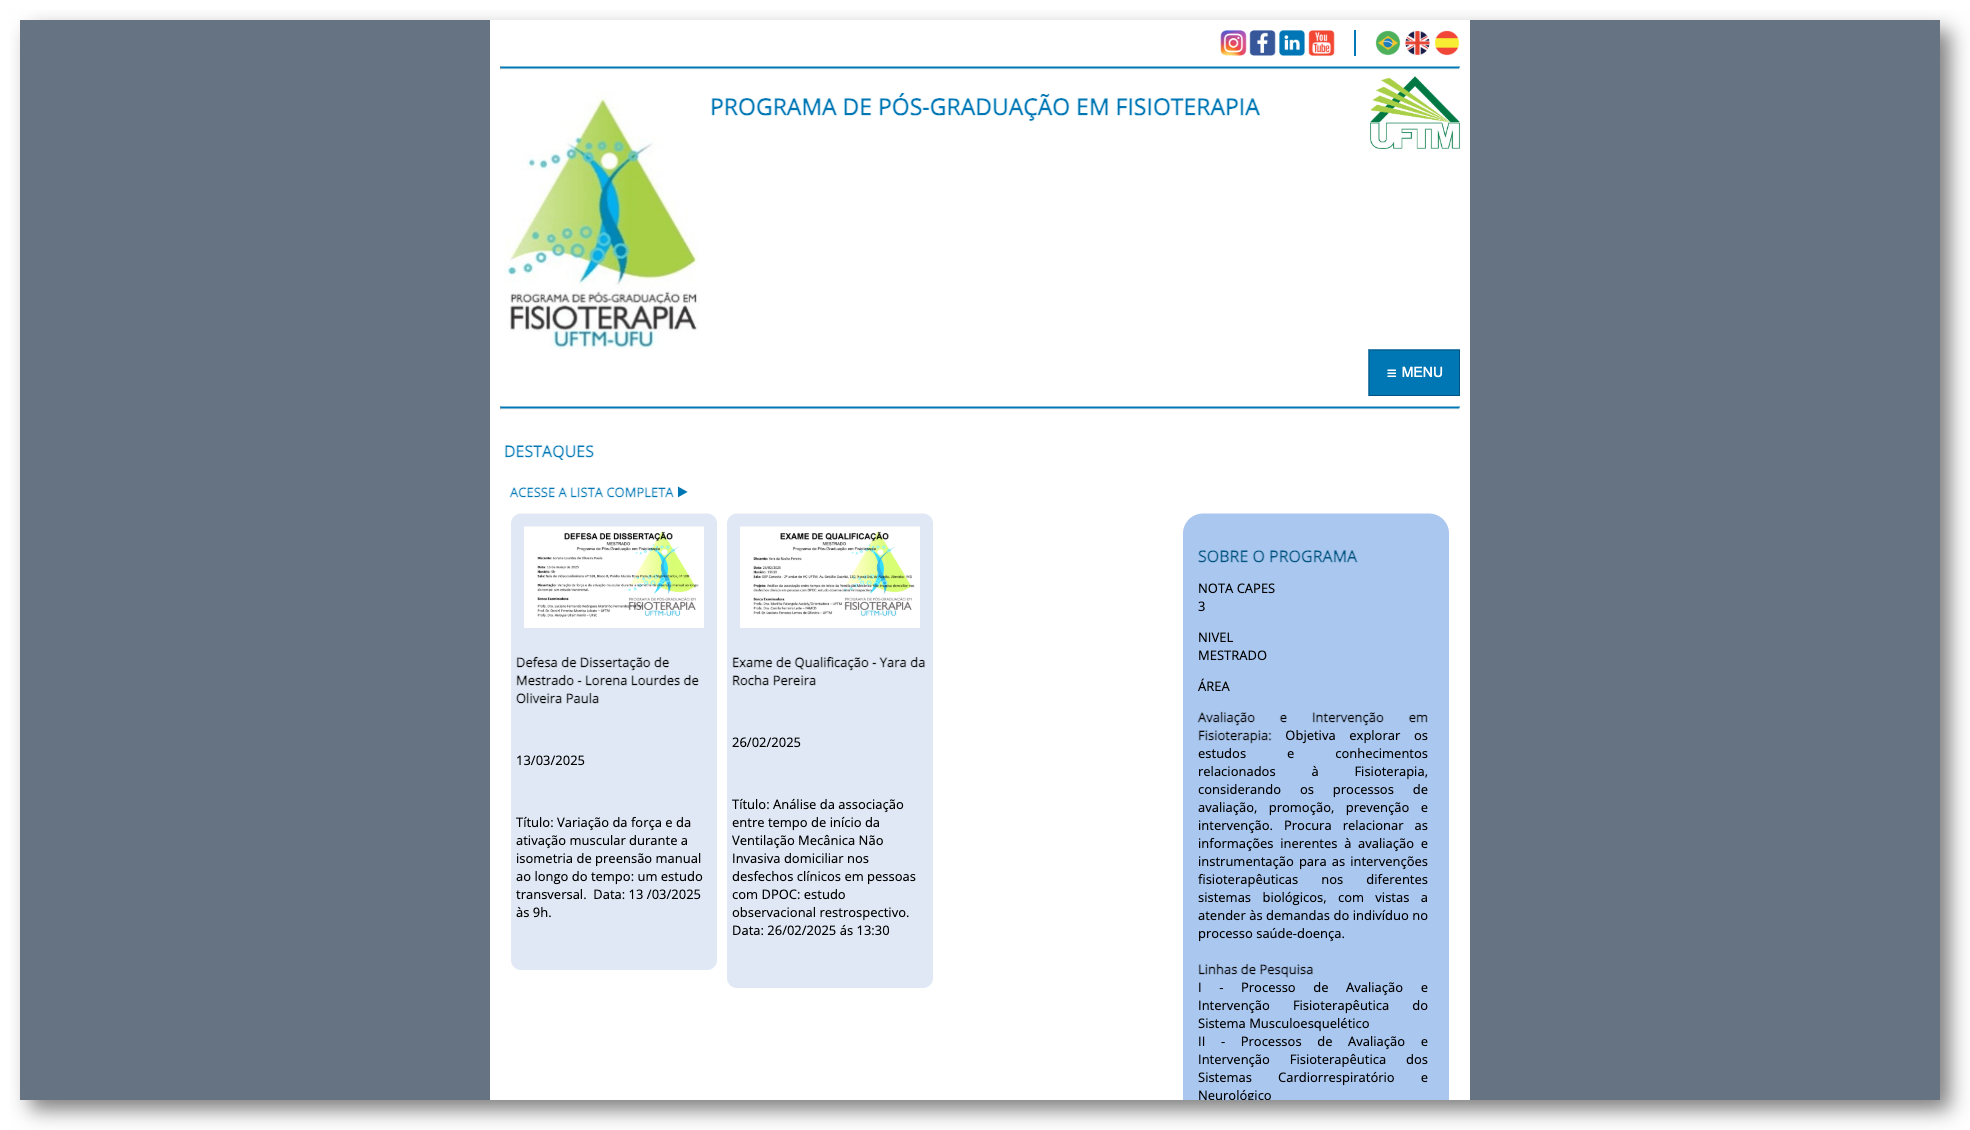 You
Tube
PROGRAMA DE PÓS-GRADUAÇÃO EM FISIOTERAPIA
UFTM
PROGRAMA DE PÓS-GRADUAÇÃO EM
FISIOTERAPIA
UFTM-UFU
≡ MENU
DESTAQUES
ACESSE A LISTA COMPLETA
DEFESA DE DISSERTAÇÃO
MESTRADO
Programa de Pós-Graduação em Fisioterapia
FISIOTERAPIA
UFTM-UFU
Defesa de Dissertação de
Mestrado - Lorena Lourdes de
Oliveira Paula
13/03/2025
Título: Variação da força e da
ativação muscular durante a
isometria de preensão manual
ao longo do tempo: um estudo
transversal.  Data: 13 /03/2025
às 9h.
EXAME DE QUALIFICAÇÃO
MESTRADO
Programa de Pós-Graduação em Fisioterapia
FISIOTERAPIA
UFTM-UFU
Exame de Qualificação - Yara da
Rocha Pereira
26/02/2025
Título: Análise da associação
entre tempo de início da
Ventilação Mecânica Não
Invasiva domiciliar nos
desfechos clínicos em pessoas
com DPOC: estudo
observacional restrospectivo.
Data: 26/02/2025 ás 13:30
SOBRE O PROGRAMA
NOTA CAPES
3
NIVEL
MESTRADO
ÁREA
Avaliação e Intervenção em
Fisioterapia: Objetiva explorar os
estudos e conhecimentos
relacionados à Fisioterapia,
considerando os processos de
avaliação, promoção, prevenção e
intervenção. Procura relacionar as
informações inerentes à avaliação e
instrumentação para as intervenções
fisioterapêuticas nos diferentes
sistemas biológicos, com vistas a
atender às demandas do indivíduo no
processo saúde-doença.
Linhas de Pesquisa
I - Processo de Avaliação e
Intervenção Fisioterapêutica do
Sistema Musculoesquelético
II - Processos de Avaliação e
Intervenção Fisioterapêutica dos
Sistemas Cardiorrespiratório e
Neurológico